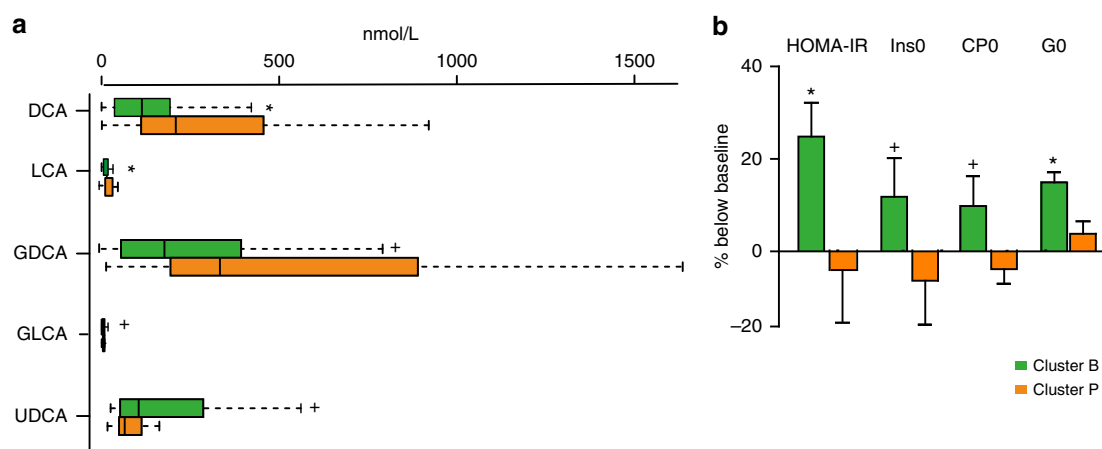 a
nmol/L
0 500 1000 1500
DCA
*
LCA
*
GDCA
+
GLCA
+
UDCA
+
b
HOMA-IR Ins0 CP0 G0
% below baseline
40
20
0
–20
* + + *
Cluster B
Cluster P